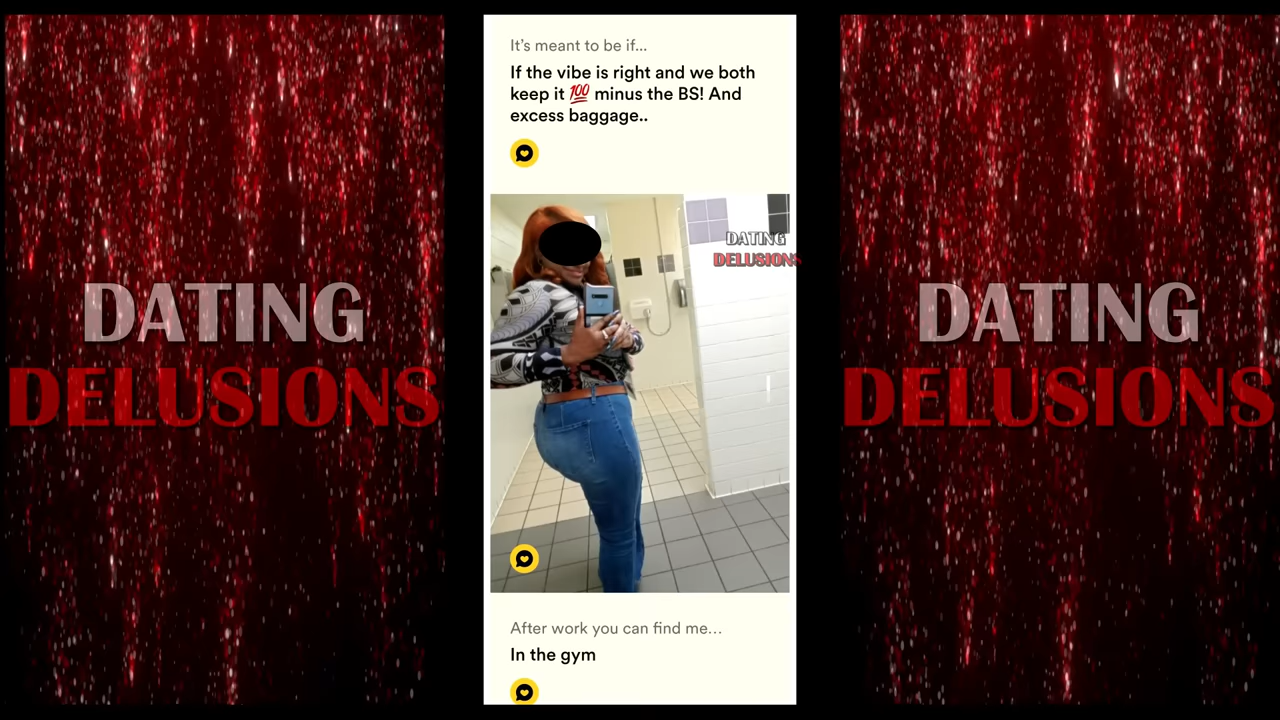 It's meant to be if...
If the vibe is right and we both
keep it 💯 minus the BS! And
excess baggage..
DATING
DELUSIONS
DATING
DELUSIONS
DATING
DELUSIONS
After work you can find me...
In the gym